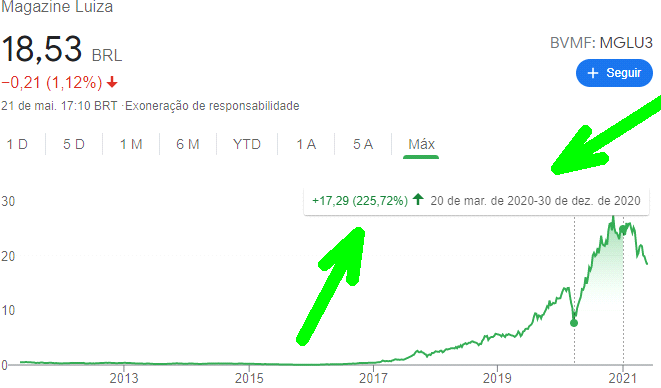 Magazine Luiza
18,53 BRL
BVMF: MGLU3
−0,21 (1,12%)
+ Seguir
21 de mai. 17:10 BRT · Exoneração de responsabilidade
1 D 5 D 1 M 6 M YTD 1 A 5 A Máx
+17,29 (225,72%) 20 de mar. de 2020-30 de dez. de 2020
30
20
10
0
2013 2015 2017 2019 2021